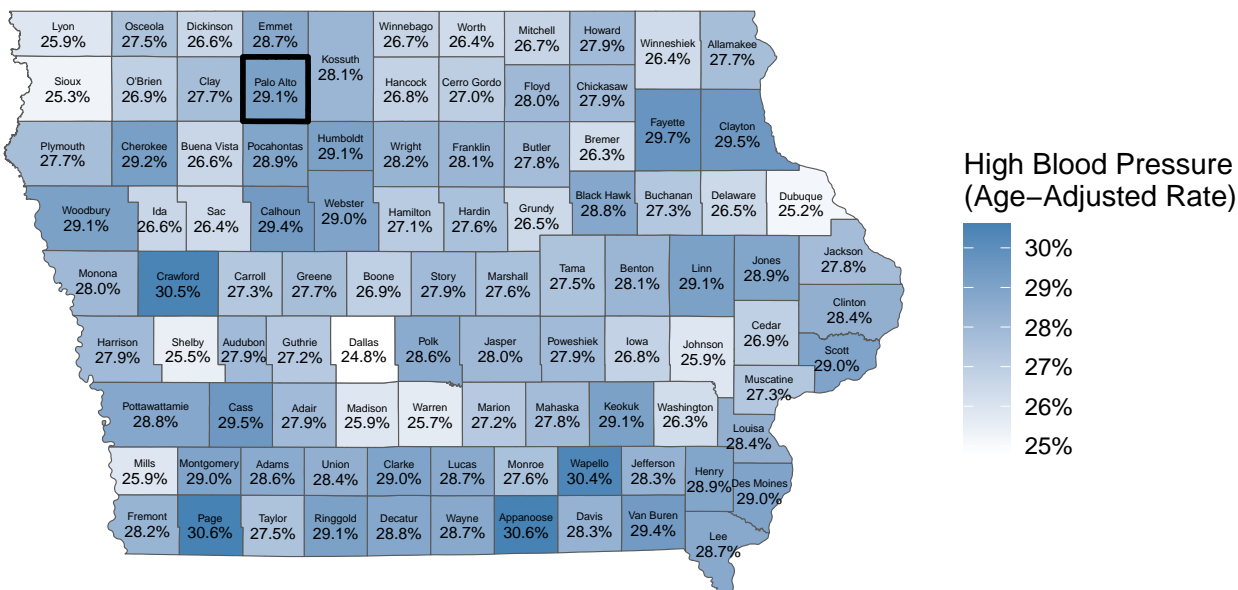 Lyon
25.9%
Osceola
27.5%
Dickinson
26.6%
Emmet
28.7%
Kossuth
28.1%
Winnebago
26.7%
Worth
26.4%
Mitchell
26.7%
Howard
27.9%
Winneshiek
26.4%
Allamakee
27.7%
Sioux
25.3%
O'Brien
26.9%
Clay
27.7%
Palo Alto
29.1%
Hancock
26.8%
Cerro Gordo
27.0%
Floyd
28.0%
Chickasaw
27.9%
Fayette
29.7%
Clayton
29.5%
Plymouth
27.7%
Cherokee
29.2%
Buena Vista
26.6%
Pocahontas
28.9%
Humboldt
29.1%
Wright
28.2%
Franklin
28.1%
Butler
27.8%
Bremer
26.3%
Woodbury
29.1%
Ida
26.6%
Sac
26.4%
Calhoun
29.4%
Webster
29.0%
Hamilton
27.1%
Hardin
27.6%
Grundy
26.5%
Black Hawk
28.8%
Buchanan
27.3%
Delaware
26.5%
Dubuque
25.2%
Monona
28.0%
Crawford
30.5%
Carroll
27.3%
Greene
27.7%
Boone
26.9%
Story
27.9%
Marshall
27.6%
Tama
27.5%
Benton
28.1%
Linn
29.1%
Jones
28.9%
Jackson
27.8%
Clinton
28.4%
Harrison
27.9%
Shelby
25.5%
Audubon
27.9%
Guthrie
27.2%
Dallas
24.8%
Polk
28.6%
Jasper
28.0%
Poweshiek
27.9%
Iowa
26.8%
Johnson
25.9%
Cedar
26.9%
Scott
29.0%
Muscatine
27.3%
Pottawattamie
28.8%
Cass
29.5%
Adair
27.9%
Madison
25.9%
Warren
25.7%
Marion
27.2%
Mahaska
27.8%
Keokuk
29.1%
Washington
26.3%
Louisa
28.4%
Mills
25.9%
Montgomery
29.0%
Adams
28.6%
Union
28.4%
Clarke
29.0%
Lucas
28.7%
Monroe
27.6%
Wapello
30.4%
Jefferson
28.3%
Henry
28.9%
Des Moines
29.0%
Fremont
28.2%
Page
30.6%
Taylor
27.5%
Ringgold
29.1%
Decatur
28.8%
Wayne
28.7%
Appanoose
30.6%
Davis
28.3%
Van Buren
29.4%
Lee
28.7%
High Blood Pressure
(Age−Adjusted Rate)
30%
29%
28%
27%
26%
25%